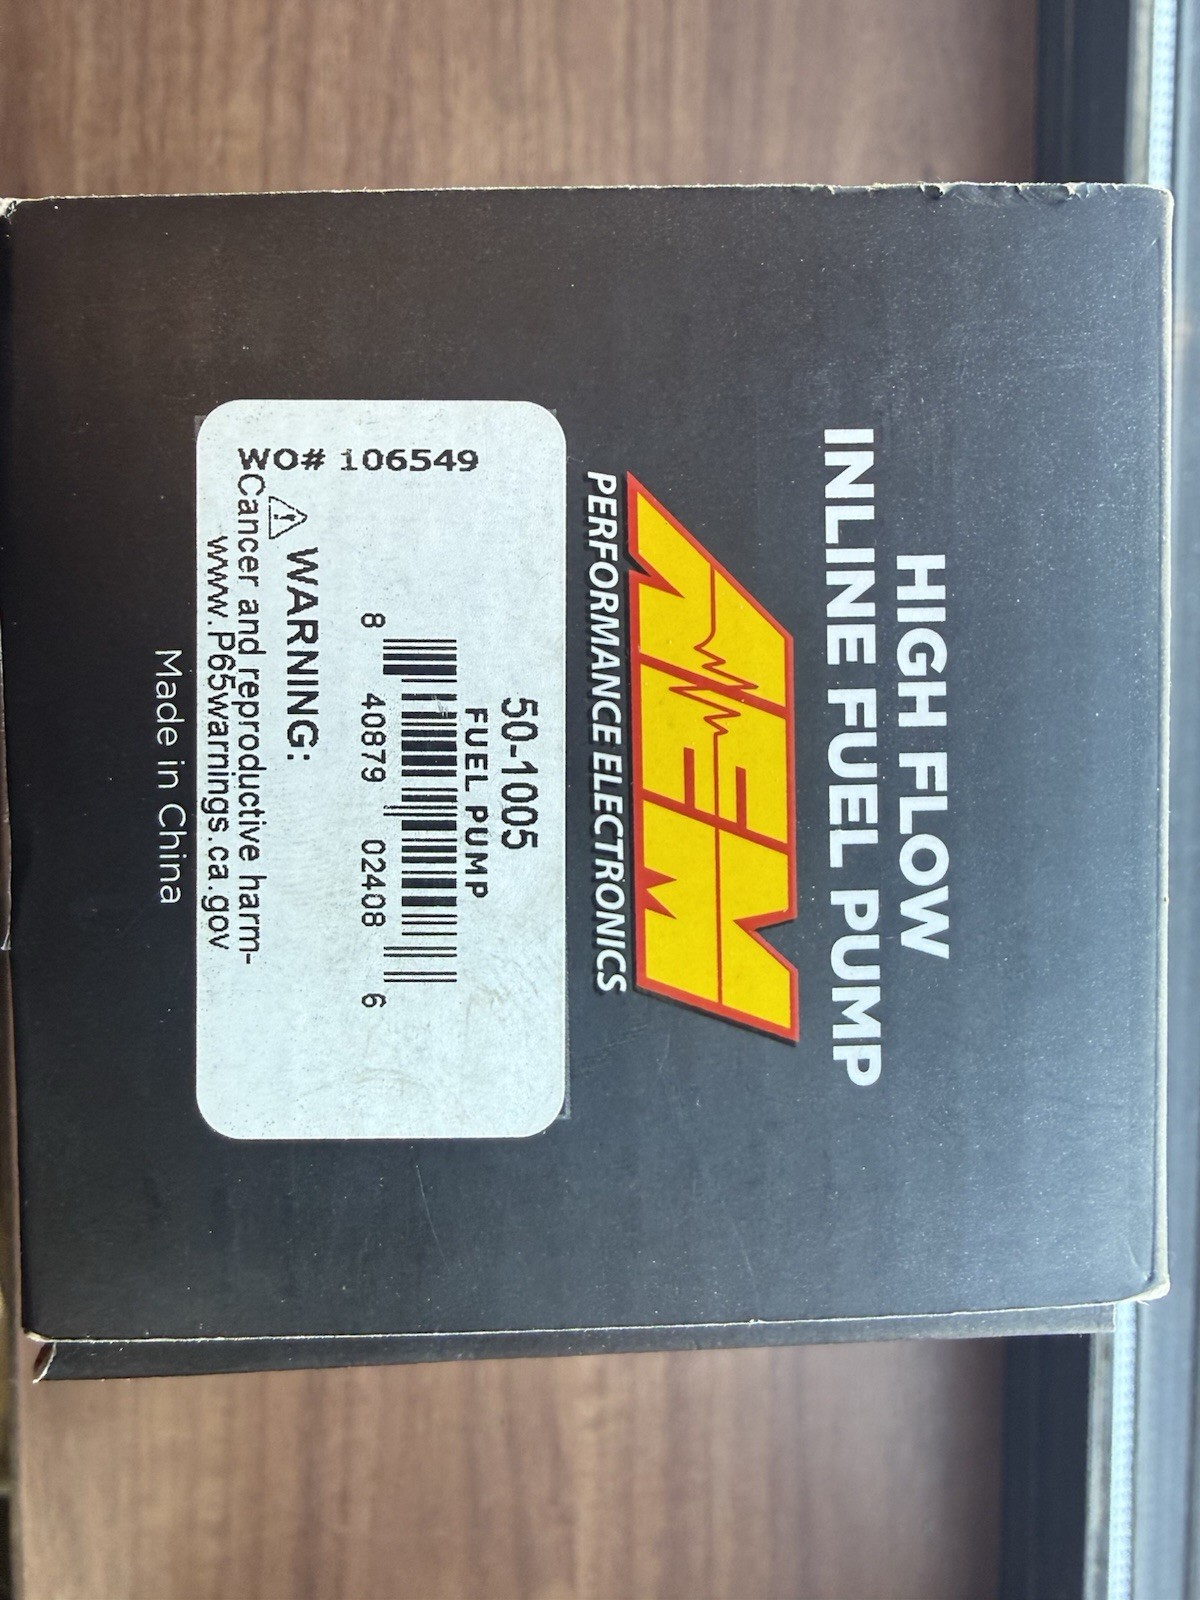 HIGH FLOW
INLINE FUEL PUMP
AEM
PERFORMANCE ELECTRONICS
50-1005
FUEL PUMP
8 40879 02408 6
WO# 106549
WARNING:
Cancer and reproductive harm-
www.P65warnings.ca.gov
Made in China